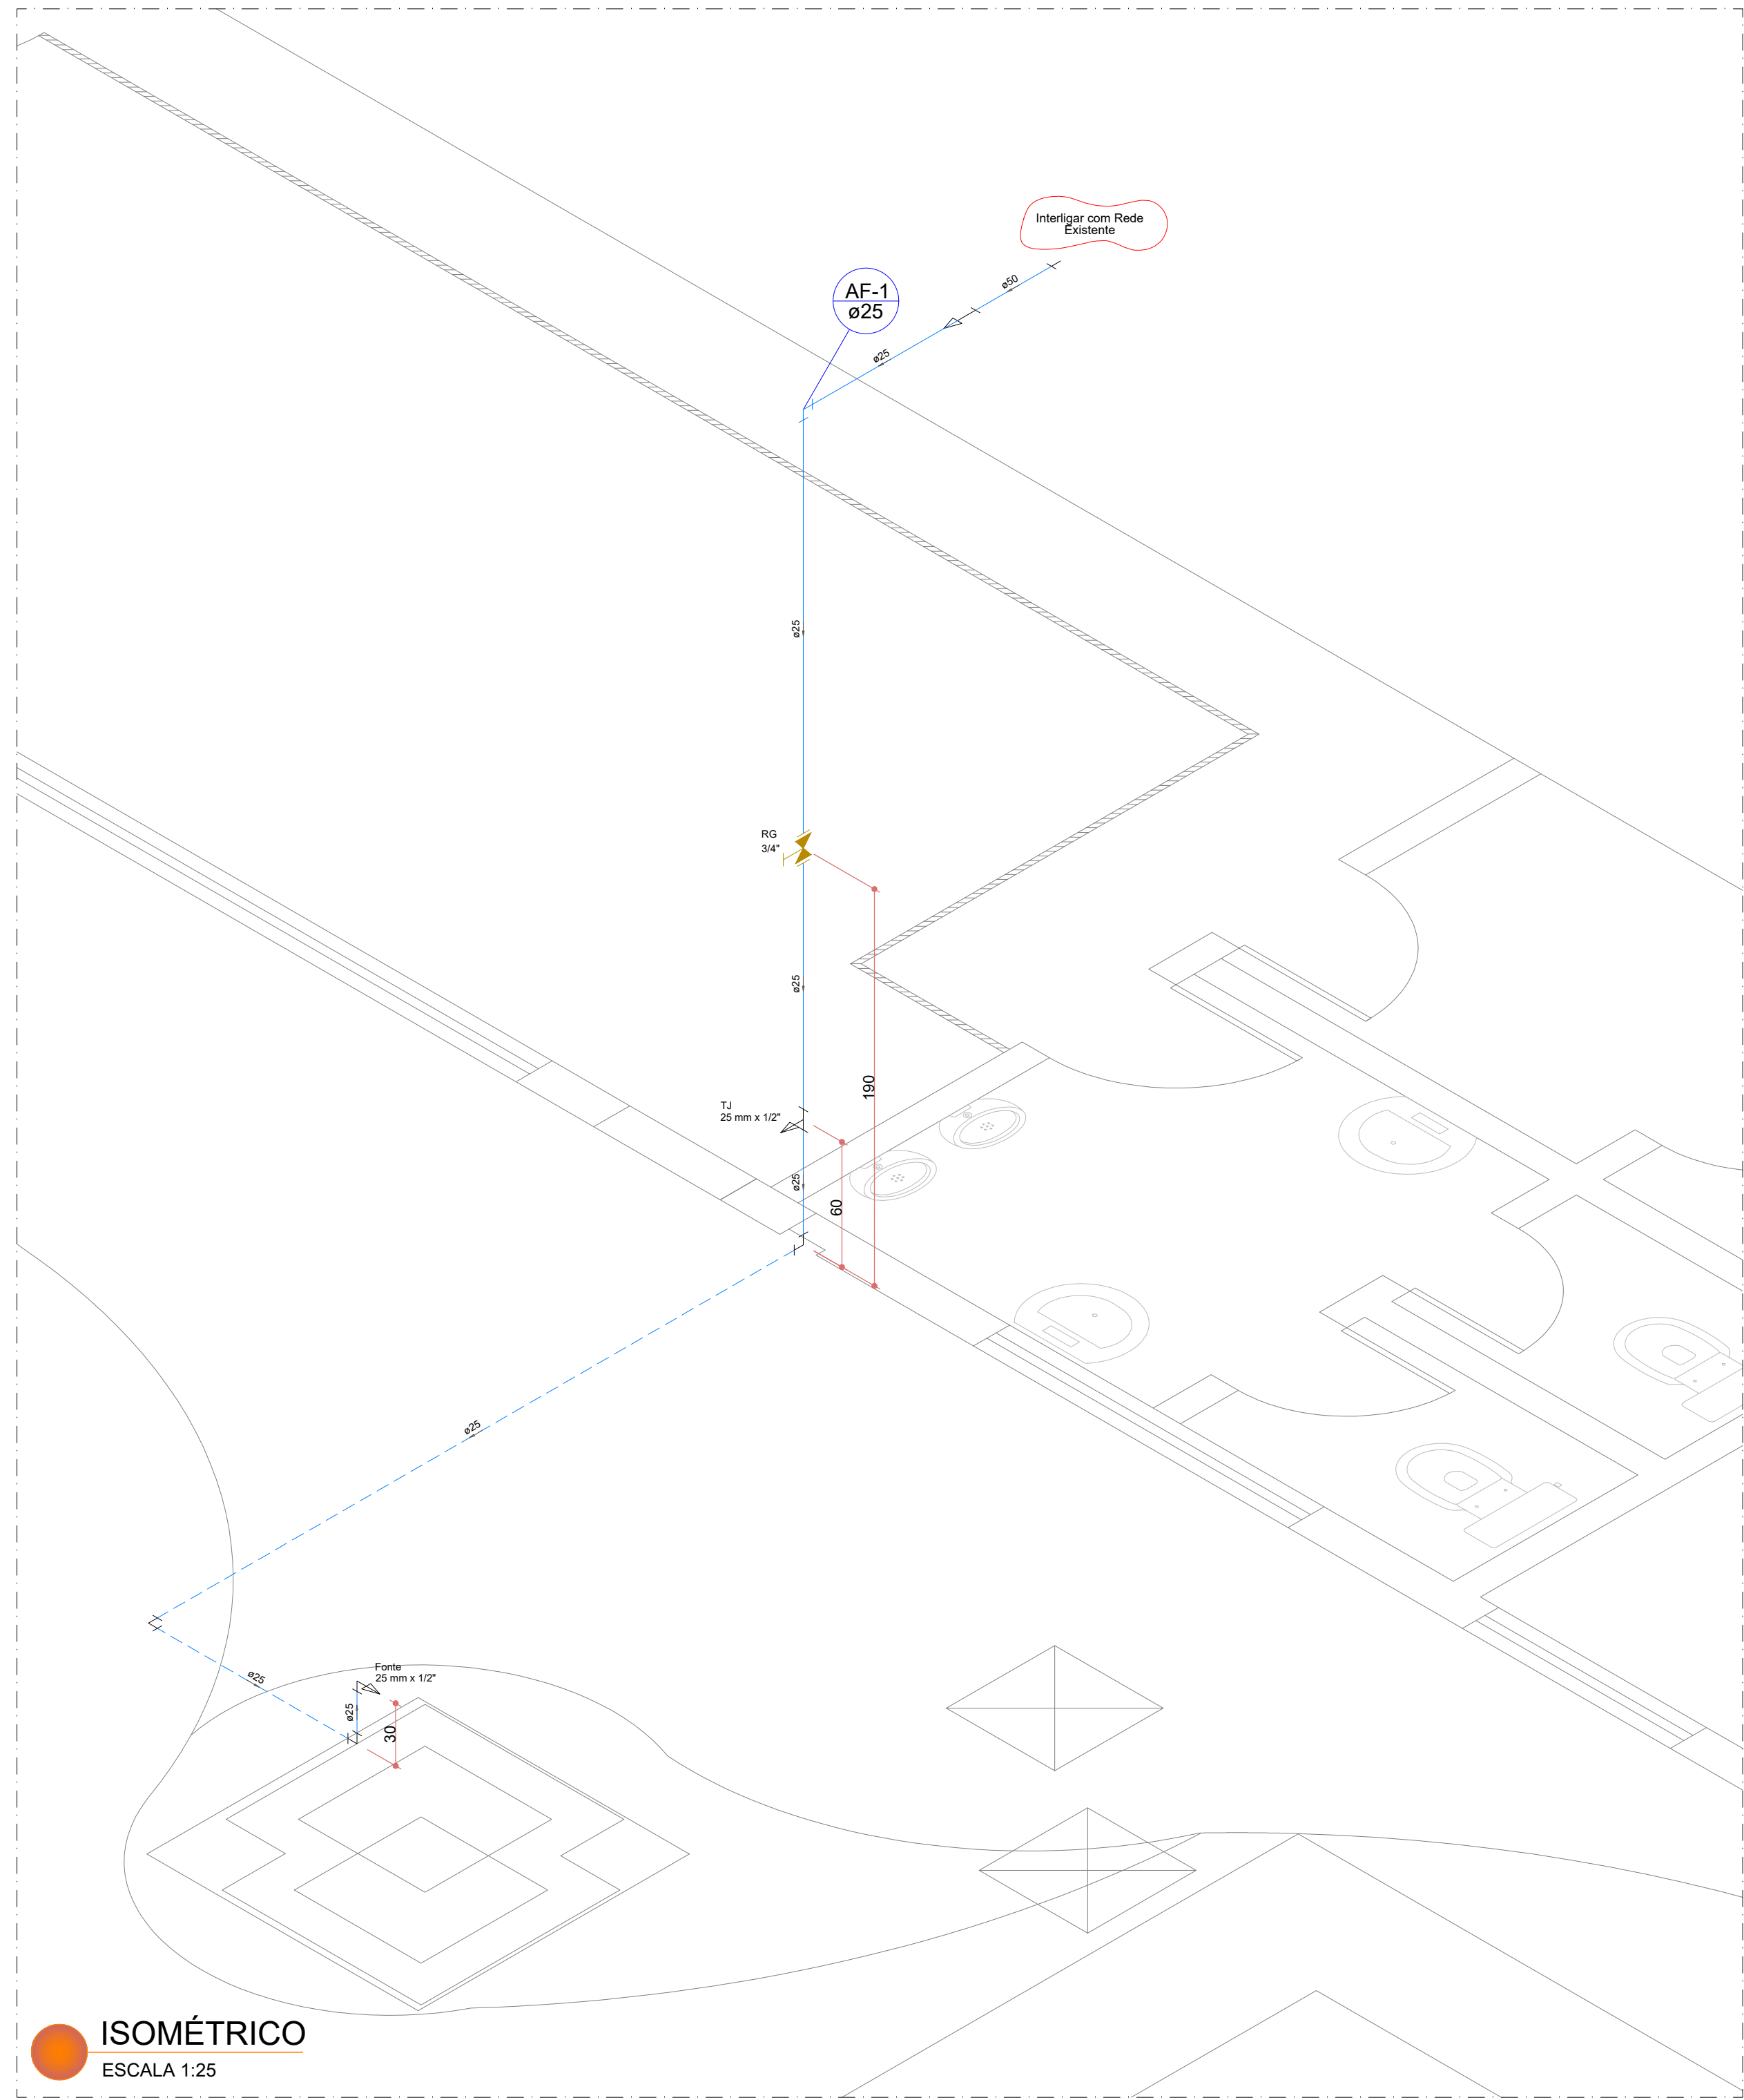 Interligar com Rede
Existente
ø50
AF-1
ø25
ø25
ø25
RG
3/4"
ø25
190
TJ
25 mm x 1/2"
ø25
60
ø25
ø25
Fonte
25 mm x 1/2"
ø25
30
ISOMÉTRICO
ESCALA 1:25